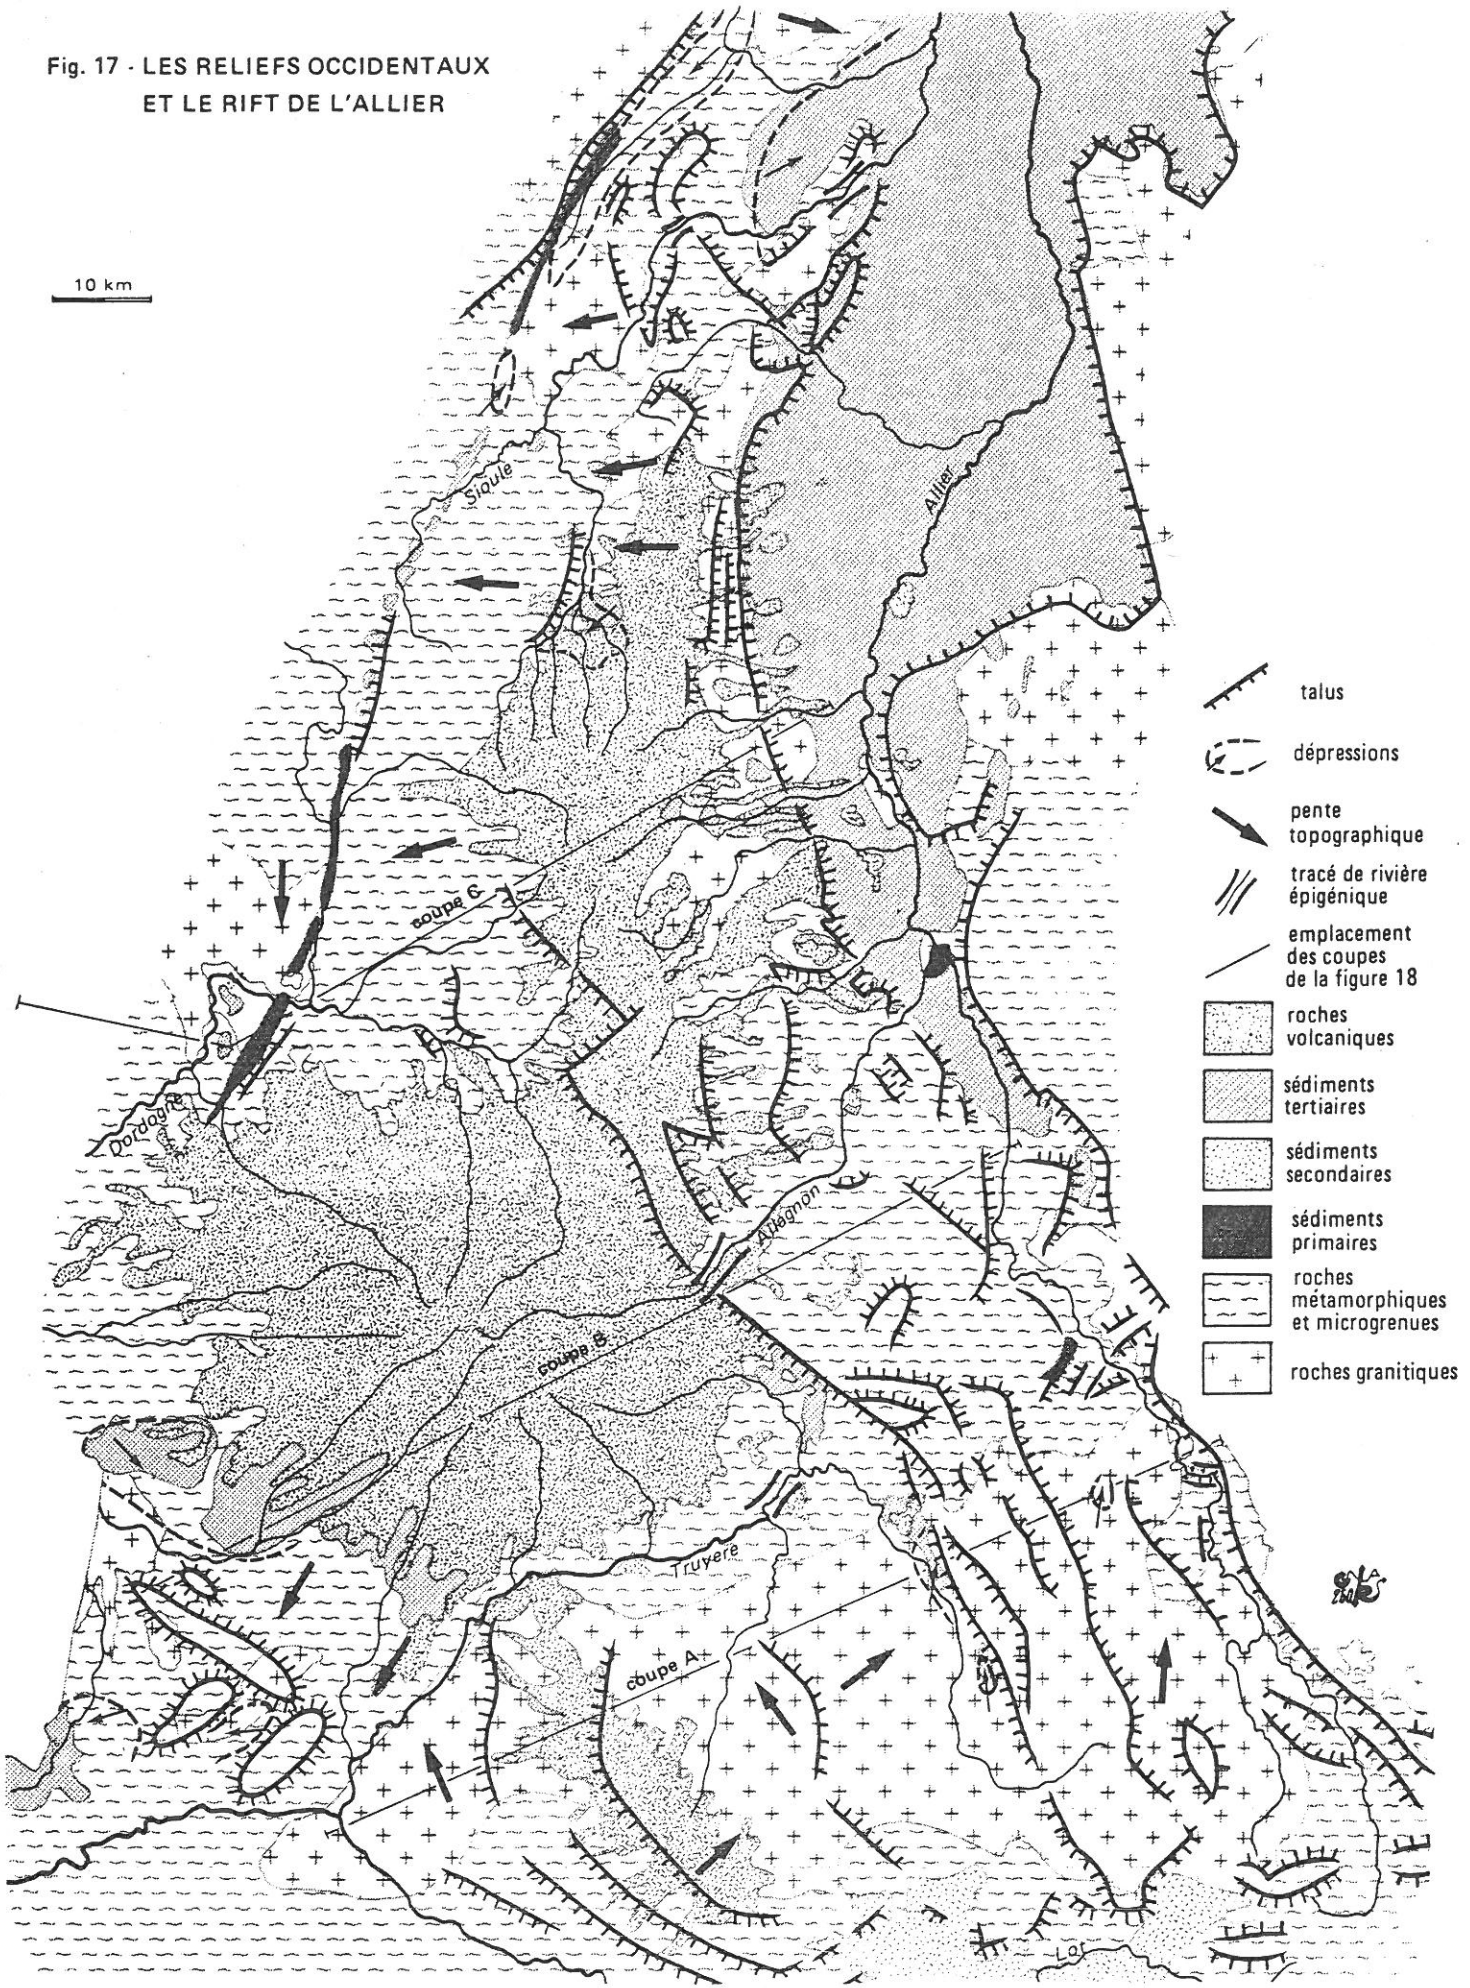 Fig. 17 - LES RELIEFS OCCIDENTAUX
ET LE RIFT DE L'ALLIER
10 km
Sioule
Allier
talus
dépressions
pente
topographique
tracé de rivière
épigénique
emplacement
des coupes
de la figure 18
roches
volcaniques
sédiments
tertiaires
sédiments
secondaires
sédiments
primaires
roches
métamorphiques
et microgrenues
roches granitiques
coupe C
Dordogne
Allagnon
coupe B
Truyère
coupe A
Lot